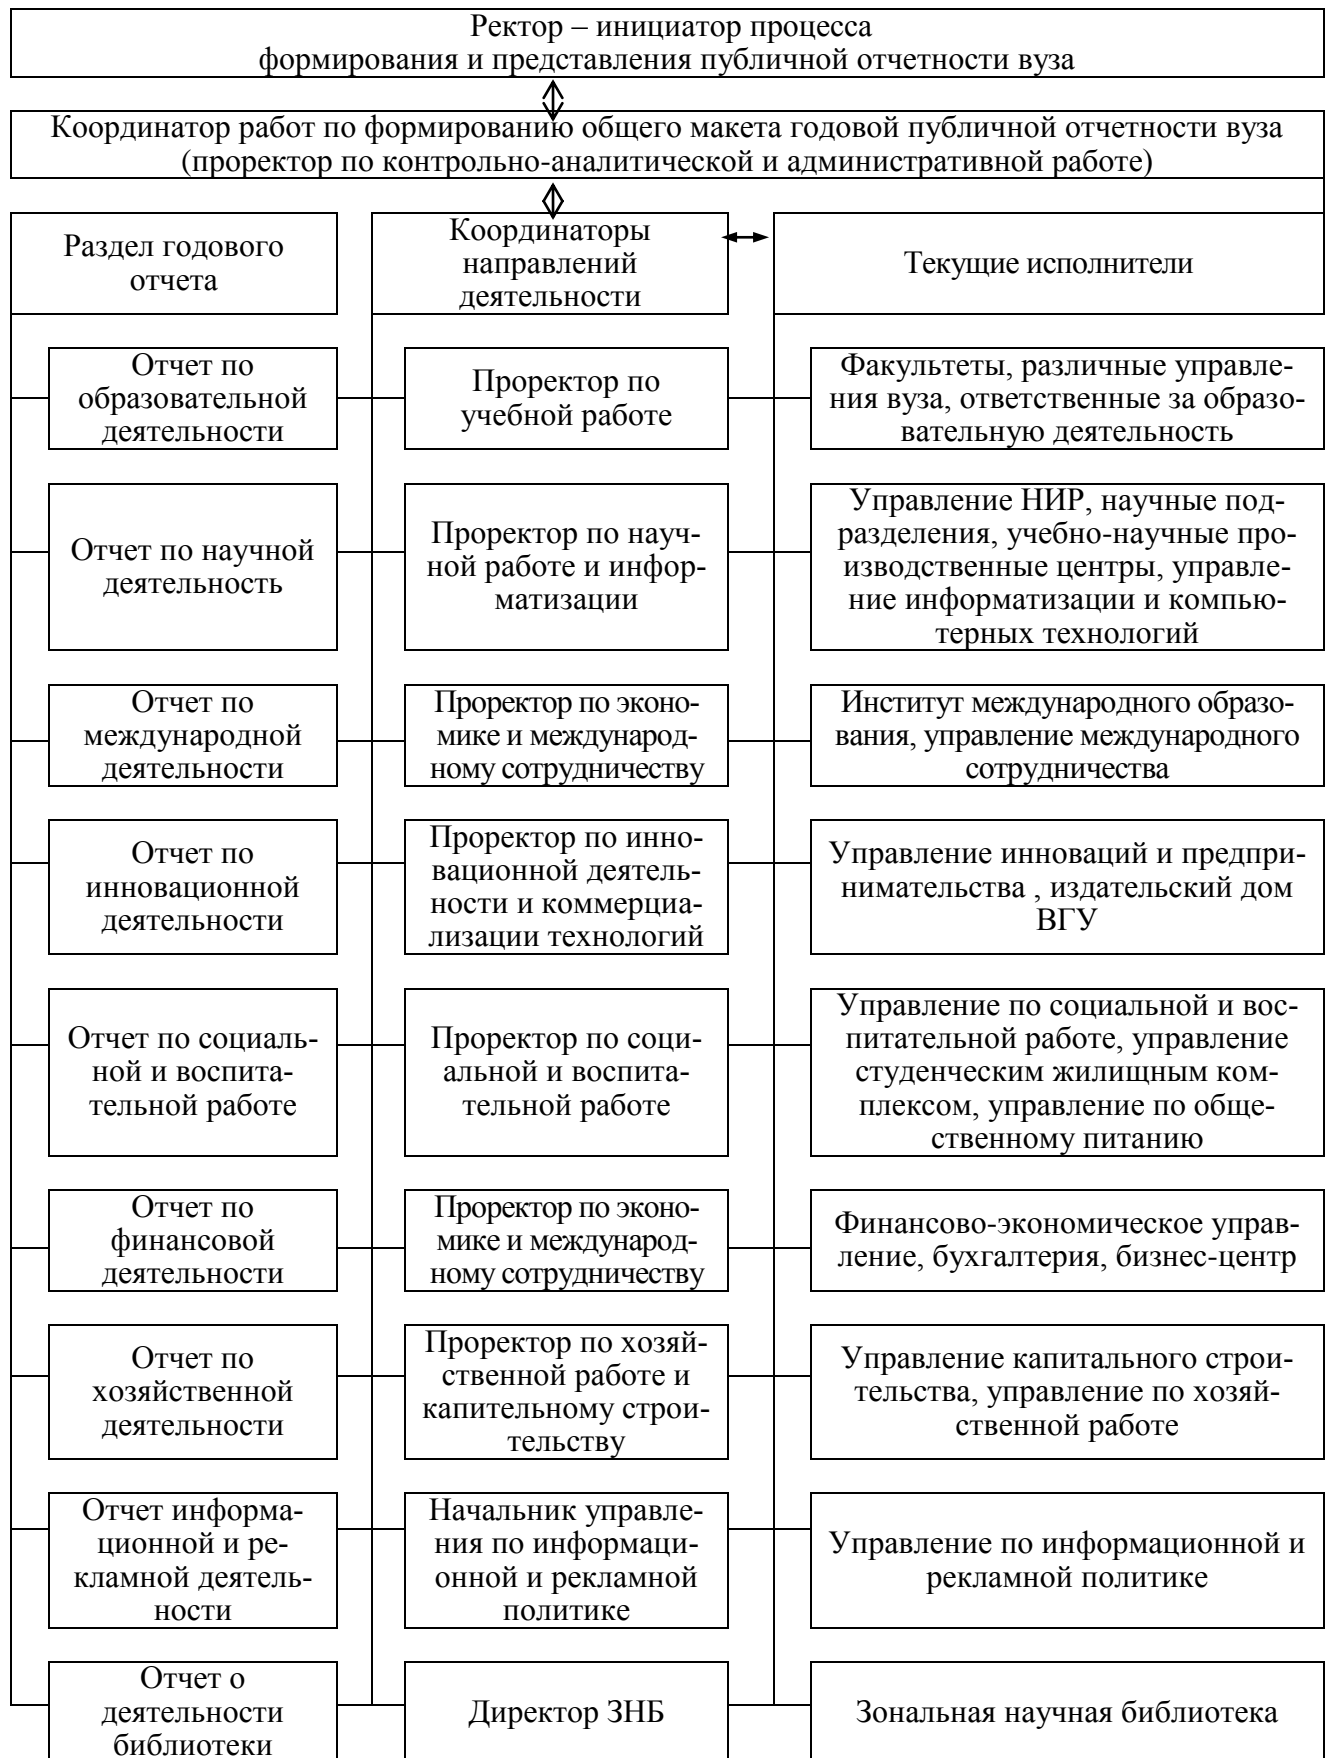 Ректор – инициатор процесса
формирования и представления публичной отчетности вуза
Координатор работ по формированию общего макета годовой публичной отчетности вуза
(проректор по контрольно-аналитической и административной работе)
Раздел годового
отчета
Координаторы
направлений
деятельности
Текущие исполнители
Отчет по
образовательной
деятельности
Проректор по
учебной работе
Факультеты, различные управле-
ния вуза, ответственные за образо-
вательную деятельность
Отчет по научной
деятельность
Проректор по науч-
ной работе и инфор-
матизации
Управление НИР, научные под-
разделения, учебно-научные про-
изводственные центры, управле-
ние информатизации и компью-
терных технологий
Отчет по
международной
деятельности
Проректор по эконо-
мике и международ-
ному сотрудничеству
Институт международного образо-
вания, управление международного
сотрудничества
Отчет по
инновационной
деятельности
Проректор по инно-
вационной деятель-
ности и коммерциа-
лизации технологий
Управление инноваций и предпри-
нимательства , издательский дом
ВГУ
Отчет по социаль-
ной и воспита-
тельной работе
Проректор по соци-
альной и воспита-
тельной работе
Управление по социальной и вос-
питательной работе, управление
студенческим жилищным ком-
плексом, управление по обще-
ственному питанию
Отчет по
финансовой
деятельности
Проректор по эконо-
мике и международ-
ному сотрудничеству
Финансово-экономическое управ-
ление, бухгалтерия, бизнес-центр
Отчет по
хозяйственной
деятельности
Проректор по хозяй-
ственной работе и
капительному строи-
тельству
Управление капитального строи-
тельства, управление по хозяй-
ственной работе
Отчет информа-
ционной и ре-
кламной деятель-
ности
Начальник управле-
ния по информаци-
онной и рекламной
политике
Управление по информационной и
рекламной политике
Отчет о
деятельности
библиотеки
Директор ЗНБ
Зональная научная библиотека